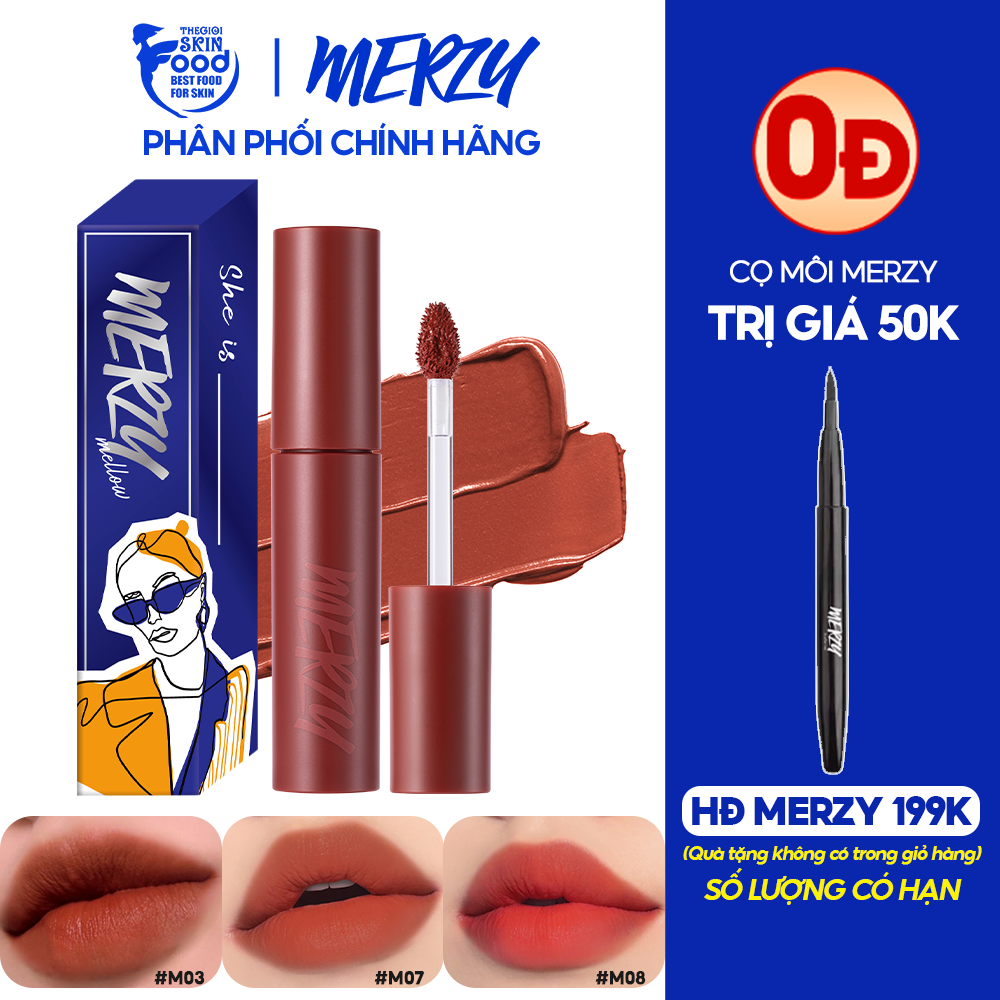 THEGIOI
SKIN
Food
BEST FOOD
FOR SKIN
MERZY
PHÂN PHỐI CHÍNH HÃNG
She is
MERZY
mellow
MERZY
#M03
#M07
#M08
0Đ
CỌ MÔI MERZY
TRỊ GIÁ 50K
MERZY
HĐ MERZY 199K
(Quà tặng không có trong giỏ hàng)
SỐ LƯỢNG CÓ HẠN